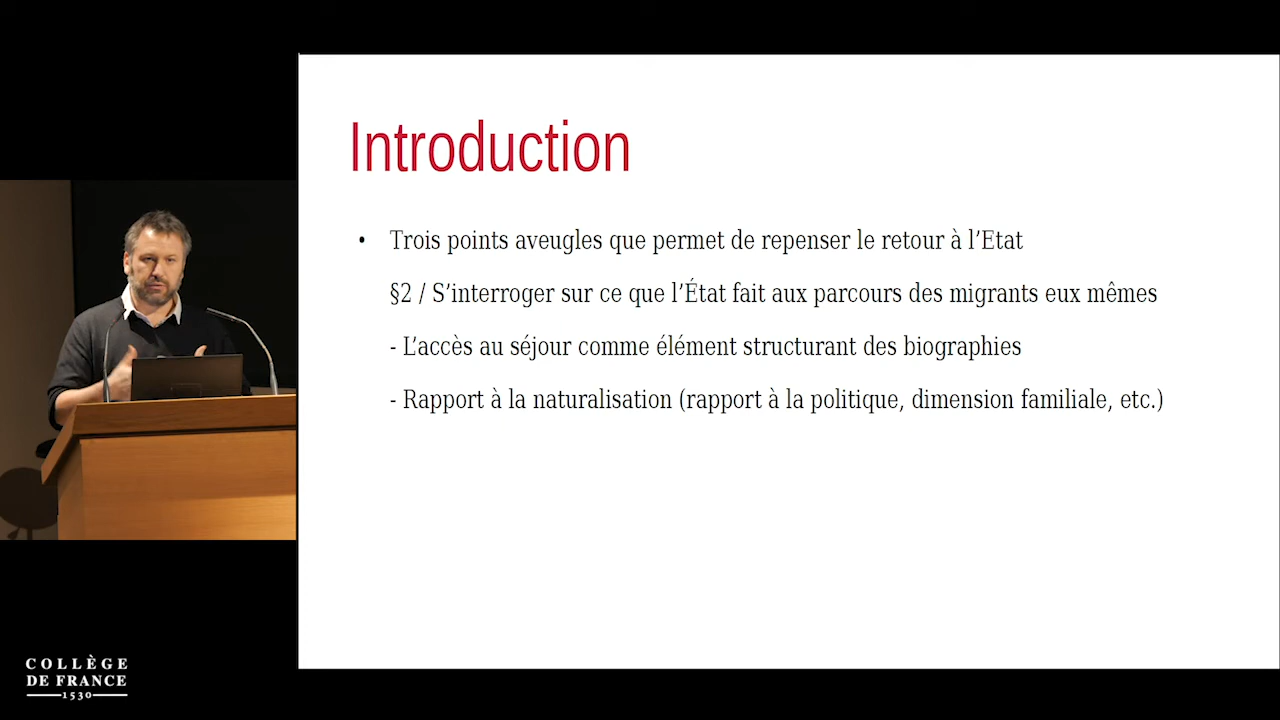 Introduction
• Trois points aveugles que permet de repenser le retour à l’Etat
§2 / S’interroger sur ce que l’État fait aux parcours des migrants eux mêmes
- L’accès au séjour comme élément structurant des biographies
- Rapport à la naturalisation (rapport à la politique, dimension familiale, etc.)
COLLÈGE
DE FRANCE
1530